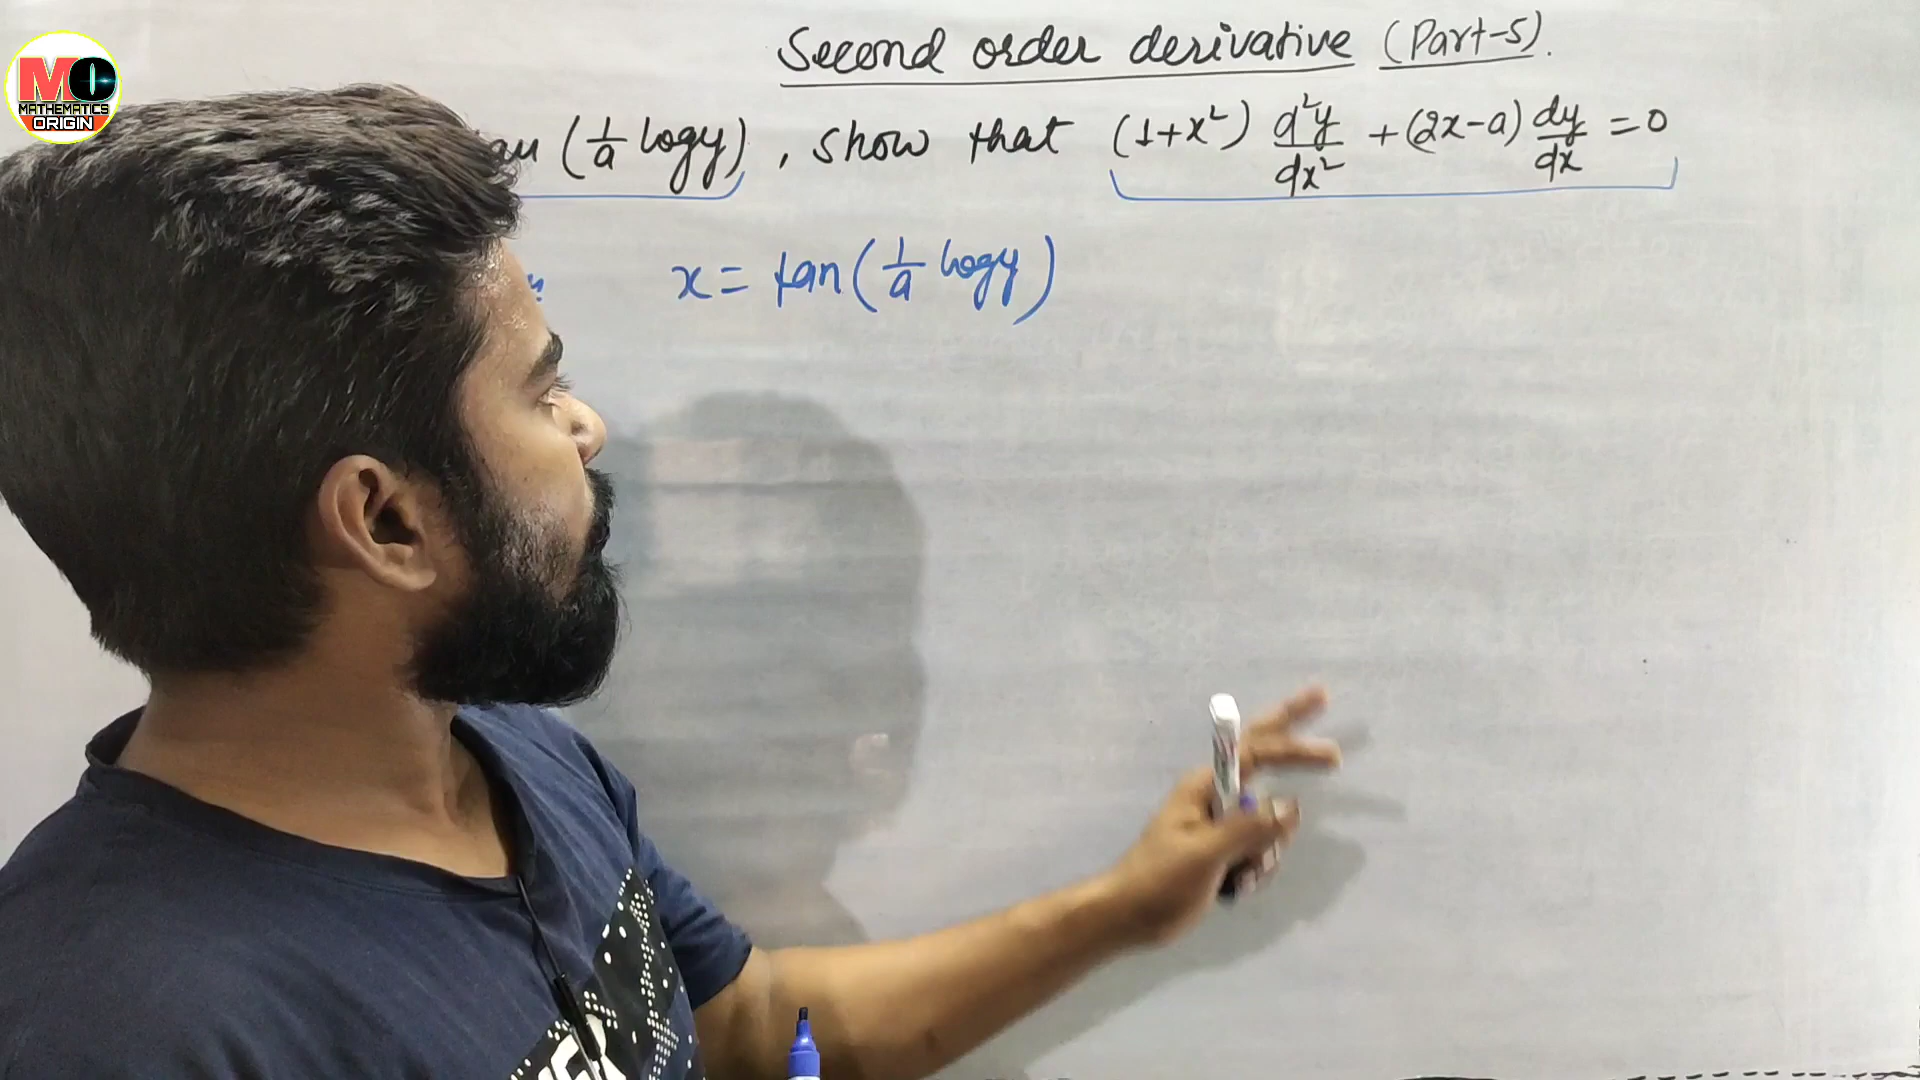 Second order derivative (Part-5).
MO
MATHEMATICS
ORIGIN
(1/a logy), show that (1+x²) d²y/dx² + (2x-a) dy/dx = 0
x = tan(1/a logy)